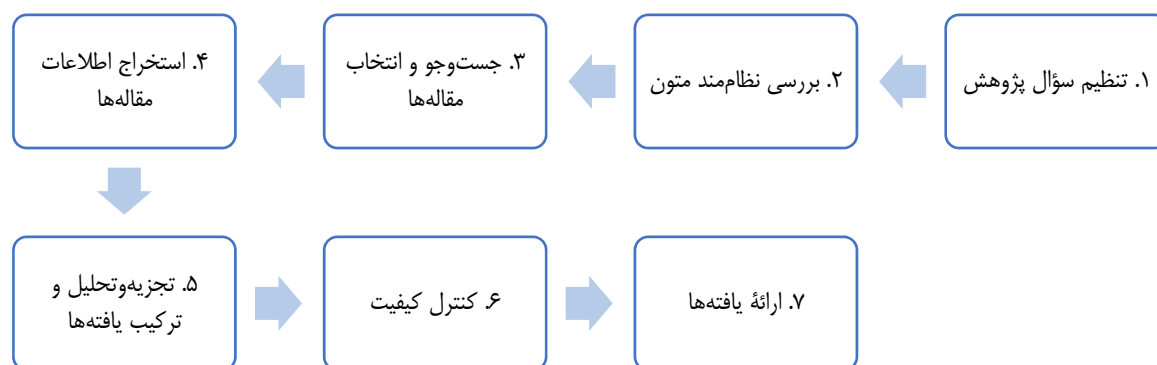 ۱. تنظیم سؤال پژوهش
۲. بررسی نظام‌مند متون
۳. جست‌وجو و انتخاب
مقاله‌ها
۴. استخراج اطلاعات
مقاله‌ها
۵. تجزیه‌وتحلیل و
ترکیب یافته‌ها
۶. کنترل کیفیت
۷. ارائهٔ یافته‌ها